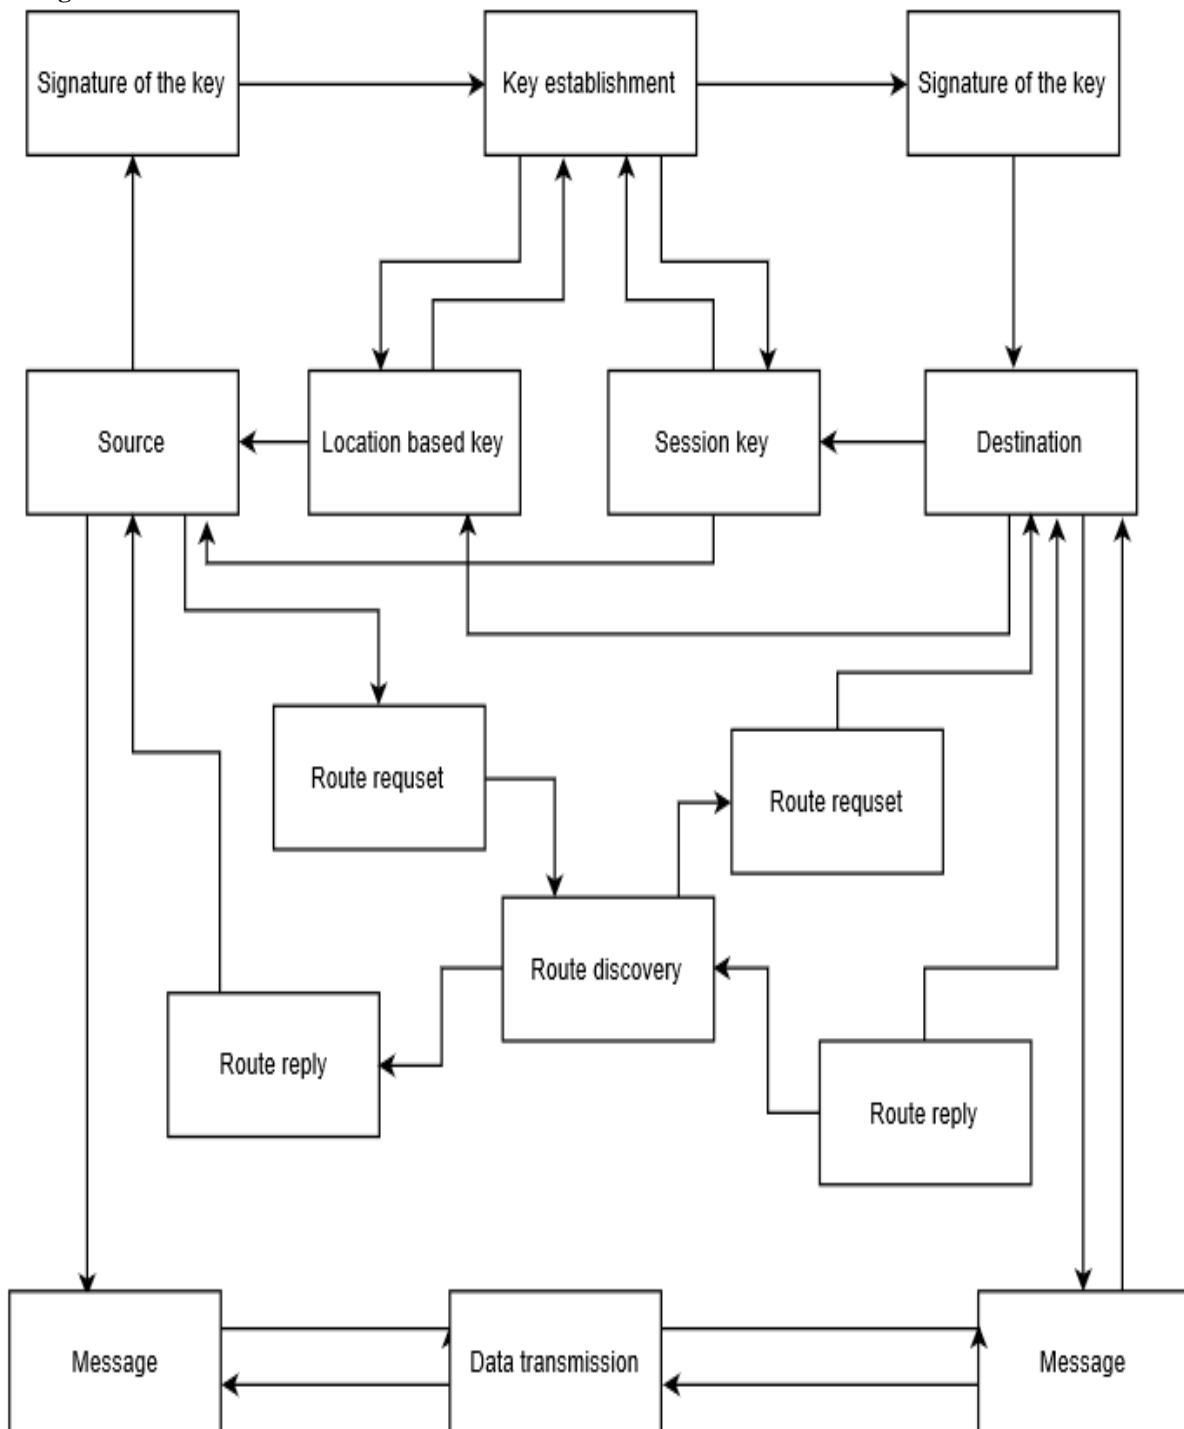 Signature of the key
Key establishment
Signature of the key
Source
Location based key
Session key
Destination
Route requset
Route requset
Route discovery
Route reply
Route reply
Message
Data transmission
Message